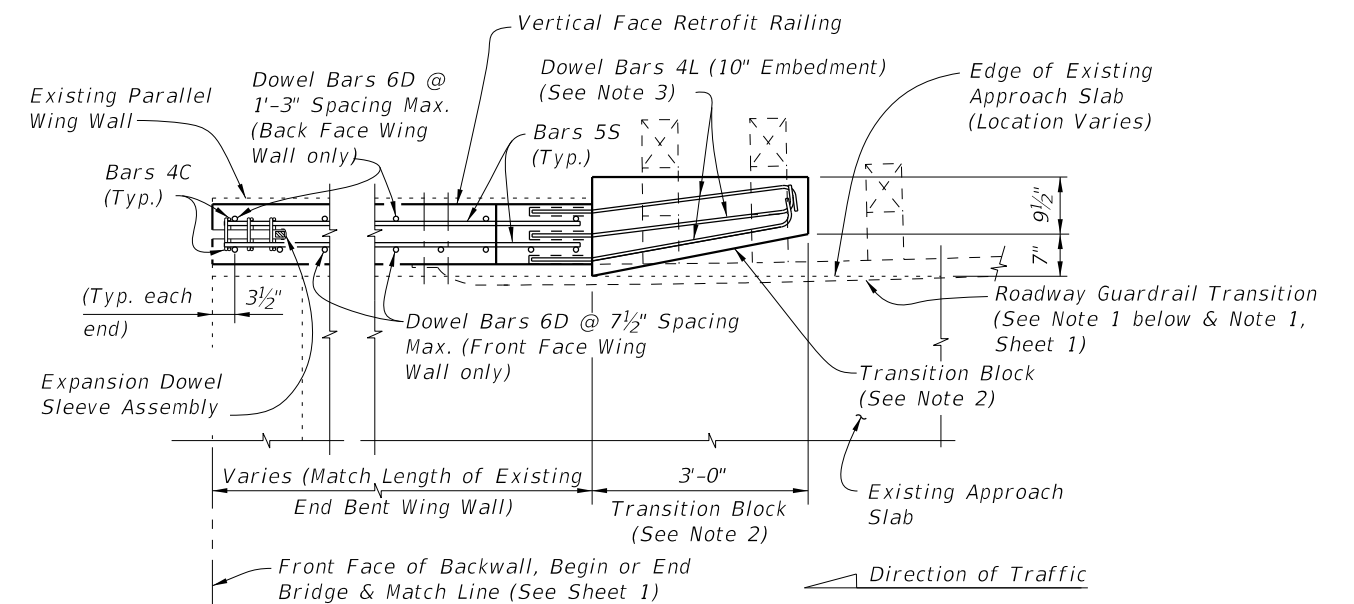 Vertical Face Retrofit Railing
Dowel Bars 6D @
1'-3" Spacing Max.
(Back Face Wing
Wall only)
Dowel Bars 4L (10" Embedment)
(See Note 3)
Edge of Existing
Approach Slab
(Location Varies)
Existing Parallel
Wing Wall
Bars 5S
(Typ.)
Bars 4C
(Typ.)
9½"
7"
(Typ. each
end)
3½"
Dowel Bars 6D @ 7½" Spacing
Max. (Front Face Wing
Wall only)
Roadway Guardrail Transition
(See Note 1 below & Note 1,
Sheet 1)
Expansion Dowel
Sleeve Assembly
Transition Block
(See Note 2)
Varies (Match Length of Existing
End Bent Wing Wall)
3'-0"
Transition Block
(See Note 2)
Existing Approach
Slab
Front Face of Backwall, Begin or End
Bridge & Match Line (See Sheet 1)
Direction of Traffic